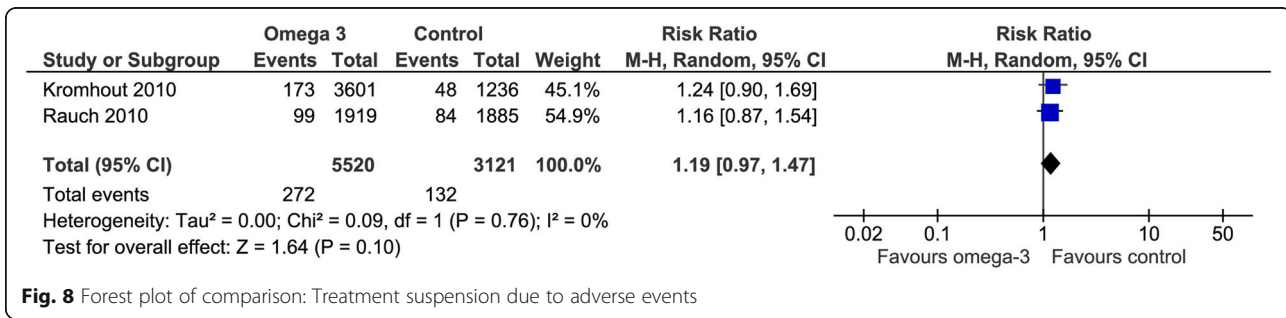 Omega 3 Control Risk Ratio Risk Ratio
Study or Subgroup Events Total Events Total Weight M-H, Random, 95% CI M-H, Random, 95% CI
Kromhout 2010 173 3601 48 1236 45.1% 1.24 [0.90, 1.69]
Rauch 2010 99 1919 84 1885 54.9% 1.16 [0.87, 1.54]
Total (95% CI) 5520 3121 100.0% 1.19 [0.97, 1.47]
Total events 272 132
Heterogeneity: Tau² = 0.00; Chi² = 0.09, df = 1 (P = 0.76); I² = 0%
Test for overall effect: Z = 1.64 (P = 0.10)
0.02 0.1 1 10 50
Favours omega-3 Favours control
Fig. 8 Forest plot of comparison: Treatment suspension due to adverse events